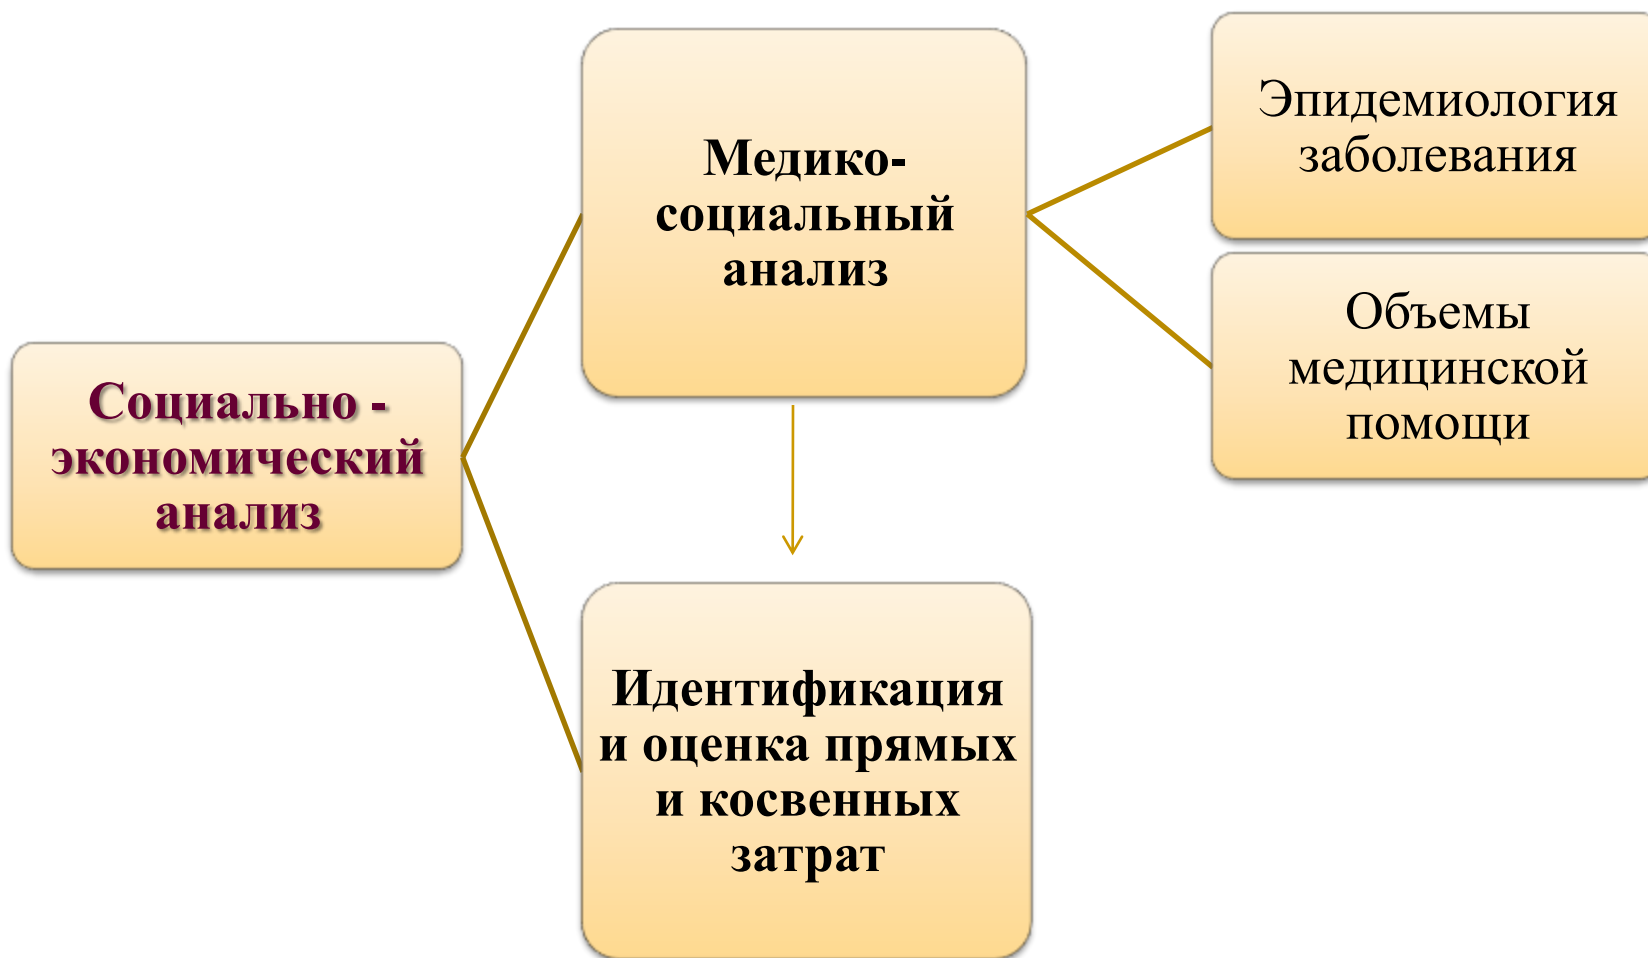 Социально -
экономический
анализ
Медико-
социальный
анализ
Эпидемиология
заболевания
Объемы
медицинской
помощи
Идентификация
и оценка прямых
и косвенных
затрат